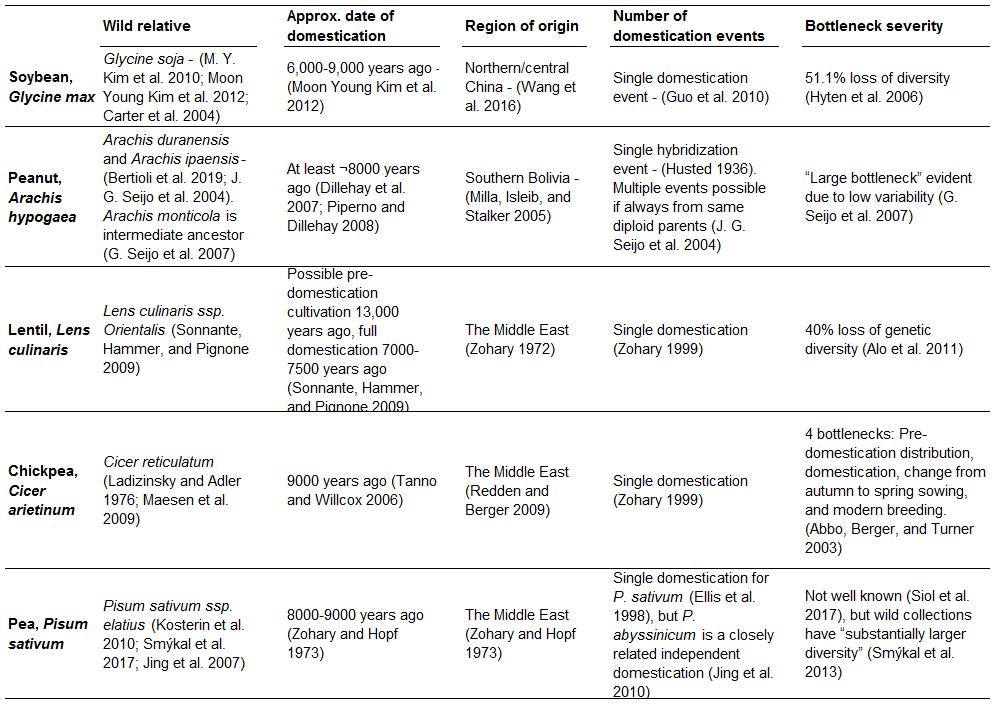 Wild relative
Approx. date of
domestication
Region of origin
Number of
domestication events
Bottleneck severity
Soybean,
Glycine max
Glycine soja - (M. Y.
Kim et al. 2010; Moon
Young Kim et al. 2012;
Carter et al. 2004)
6,000-9,000 years ago -
(Moon Young Kim et al.
2012)
Northern/central
China - (Wang et
al. 2016)
Single domestication
event - (Guo et al. 2010)
51.1% loss of diversity
(Hyten et al. 2006)
Peanut,
Arachis
hypogaea
Arachis duranensis
and Arachis ipaensis -
(Bertioli et al. 2019; J.
G. Seijo et al. 2004).
Arachis monticola is
intermediate ancestor
(G. Seijo et al. 2007)
At least ¬8000 years
ago (Dillehay et al.
2007; Piperno and
Dillehay 2008)
Southern Bolivia -
(Milla, Isleib, and
Stalker 2005)
Single hybridization
event - (Husted 1936).
Multiple events possible
if always from same
diploid parents (J. G.
Seijo et al. 2004)
“Large bottleneck” evident
due to low variability (G.
Seijo et al. 2007)
Lentil, Lens
culinaris
Lens culinaris ssp.
Orientalis (Sonnante,
Hammer, and Pignone
2009)
Possible pre-
domestication
cultivation 13,000
years ago, full
domestication 7000-
7500 years ago
(Sonnante, Hammer,
and Pignone 2009)
The Middle East
(Zohary 1972)
Single domestication
(Zohary 1999)
40% loss of genetic
diversity (Alo et al. 2011)
Chickpea,
Cicer
arietinum
Cicer reticulatum
(Ladizinsky and Adler
1976; Maesen et al.
2009)
9000 years ago (Tanno
and Willcox 2006)
The Middle East
(Redden and
Berger 2009)
Single domestication
(Zohary 1999)
4 bottlenecks: Pre-
domestication distribution,
domestication, change from
autumn to spring sowing,
and modern breeding.
(Abbo, Berger, and Turner
2003)
Pea, Pisum
sativum
Pisum sativum ssp.
elatius (Kosterin et al.
2010; Smýkal et al.
2017; Jing et al. 2007)
8000-9000 years ago
(Zohary and Hopf
1973)
The Middle East
(Zohary and Hopf
1973)
Single domestication for
P. sativum (Ellis et al.
1998), but P.
abyssinicum is a closely
related independent
domestication (Jing et al.
2010)
Not well known (Siol et al.
2017), but wild collections
have “substantially larger
diversity” (Smýkal et al.
2013)